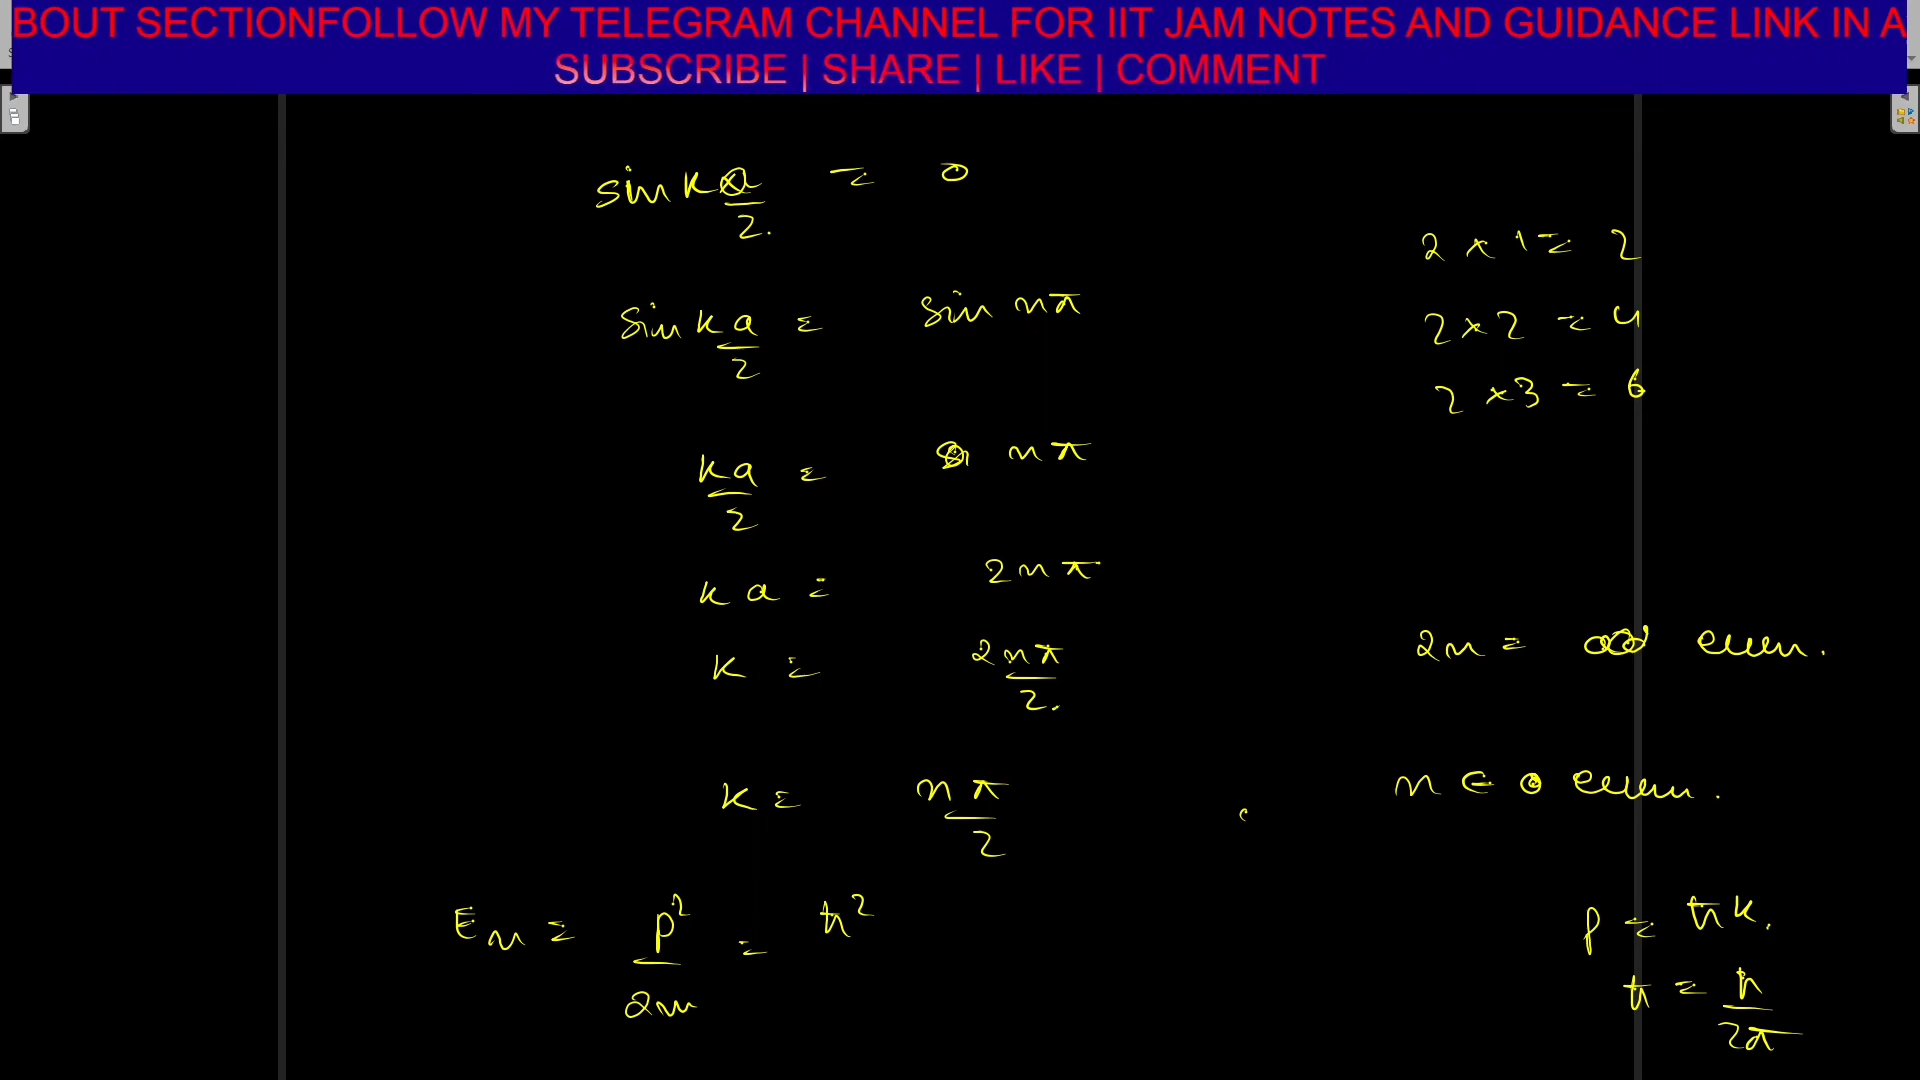 BOUT SECTIONFOLLOW MY TELEGRAM CHANNEL FOR IIT JAM NOTES AND GUIDANCE LINK IN A
SUBSCRIBE | SHARE | LIKE | COMMENT
sin ka/2. = 0
sin ka/2 = sin nπ
ka/2 = nπ
ka = 2nπ
k = 2nπ/2.
k = nπ/2
En = p²/2m = ħ²
2 × 1 = 2
2 × 2 = 4
2 × 3 = 6
2n = even.
n ∈ even.
p = ħk.
ħ = h/2π